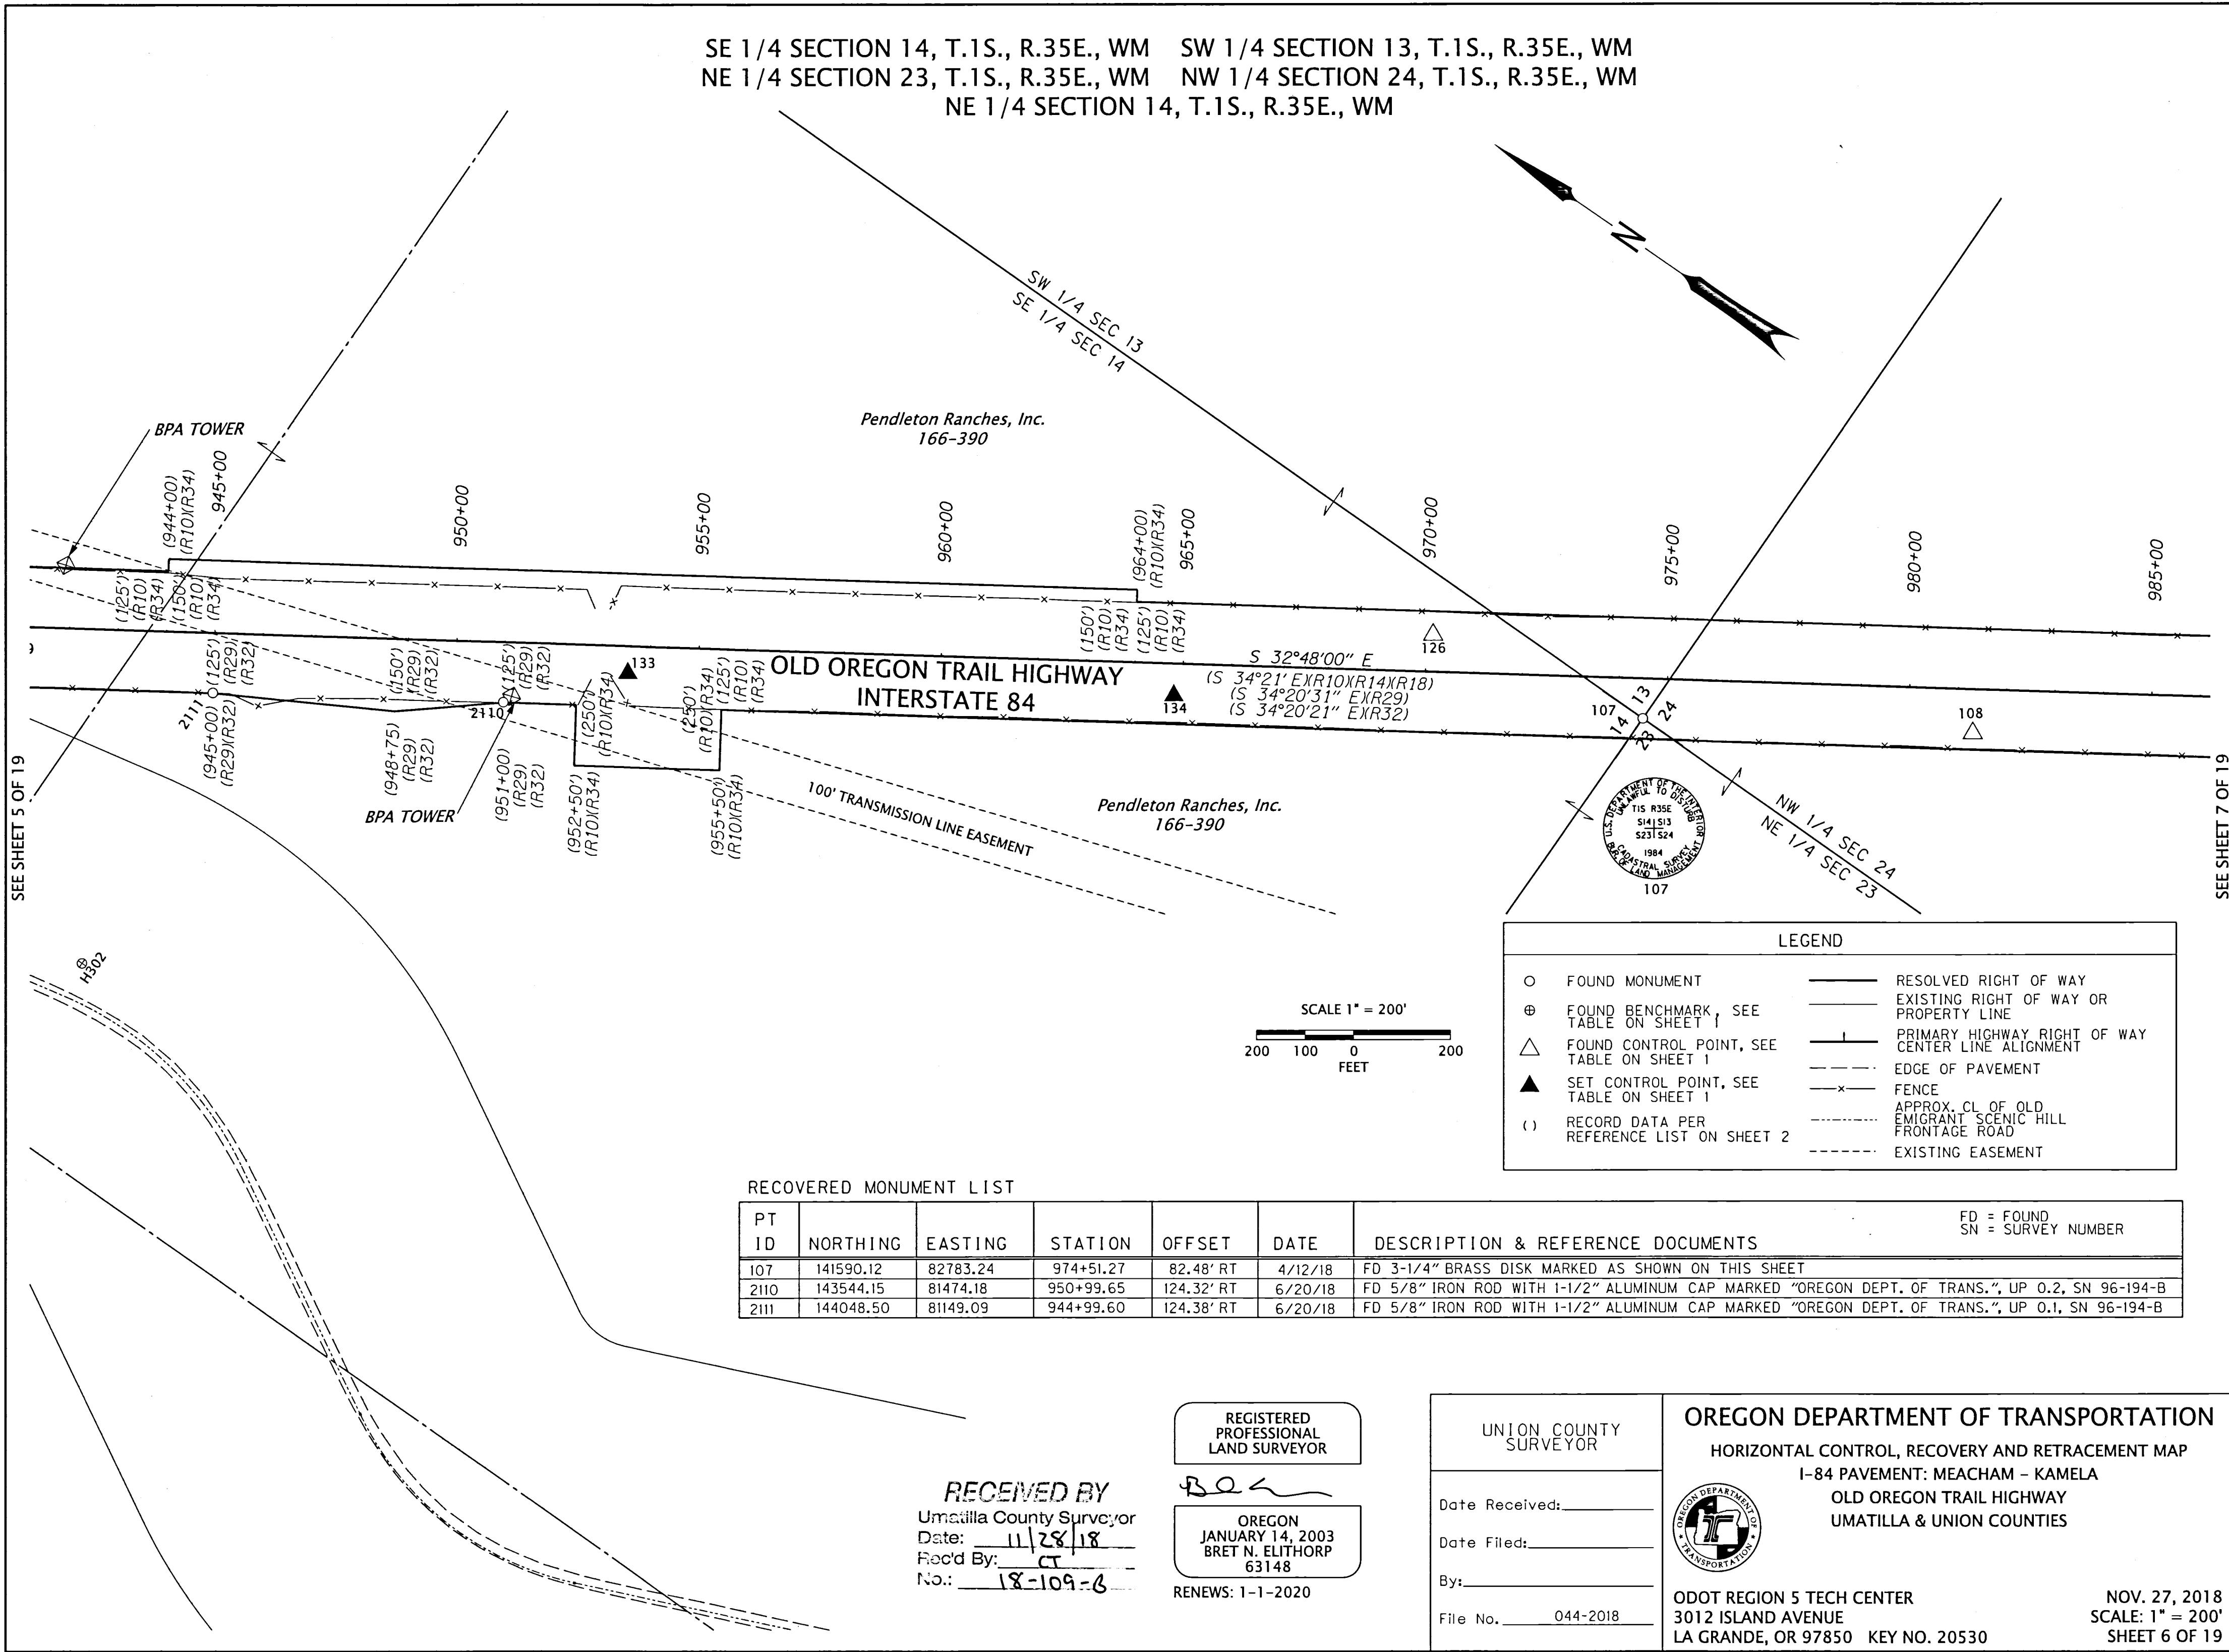 SE 1/4 SECTION 14, T.1S., R.35E., WM SW 1/4 SECTION 13, T.1S., R.35E., WM
NE 1/4 SECTION 23, T.1S., R.35E., WM NW 1/4 SECTION 24, T.1S., R.35E., WM
NE 1/4 SECTION 14, T.1S., R.35E., WM
N
SW 1/4 SEC 13
SE 1/4 SEC 14
Pendleton Ranches, Inc.
166-390
BPA TOWER
(944+00)
(R10)(R34)
945+00
950+00
955+00
960+00
(964+00)
(R10)(R34)
965+00
970+00
975+00
980+00
985+00
(125')
(R10)
(R34)
(150')
(R10)
(R34)
(150')
(R10)
(R34)
(125')
(R10)
(R34)
126
9
(125')
(R29)
(R32)
(150')
(R29)
(R32)
(125')
(R29)
(R32)
133
(250')
(R10)(R34)
(250')
(R10)(R34)
(125')
(R10)
(R34)
OLD OREGON TRAIL HIGHWAY
INTERSTATE 84
134
S 32°48'00" E
(S 34°21' E)(R10)(R14)(R18)
(S 34°20'31" E)(R29)
(S 34°20'21" E)(R32)
107
13
14
24
23
108
2111
(945+00)
(R29)(R32)
(948+75)
(R29)
(R32)
2110
(951+00)
(R29)
(R32)
BPA TOWER
(952+50')
(R10)(R34)
(955+50')
(R10)(R34)
100' TRANSMISSION LINE EASEMENT
Pendleton Ranches, Inc.
166-390
U.S. DEPARTMENT OF THE INTERIOR
UNLAWFUL TO DISTURB
T1S R35E
S14 S13
S23 S24
1984
CADASTRAL SURVEY
BUR. OF LAND MANAGEMENT
107
NW 1/4 SEC 24
NE 1/4 SEC 23
SEE SHEET 5 OF 19
SEE SHEET 7 OF 19
H302
SCALE 1" = 200'
200 100 0 200
FEET
LEGEND
FOUND MONUMENT
FOUND BENCHMARK, SEE
TABLE ON SHEET 1
FOUND CONTROL POINT, SEE
TABLE ON SHEET 1
SET CONTROL POINT, SEE
TABLE ON SHEET 1
( ) RECORD DATA PER
REFERENCE LIST ON SHEET 2
RESOLVED RIGHT OF WAY
EXISTING RIGHT OF WAY OR
PROPERTY LINE
PRIMARY HIGHWAY RIGHT OF WAY
CENTER LINE ALIGNMENT
EDGE OF PAVEMENT
FENCE
APPROX. CL OF OLD
EMIGRANT SCENIC HILL
FRONTAGE ROAD
EXISTING EASEMENT
RECOVERED MONUMENT LIST
PT ID NORTHING EASTING STATION OFFSET DATE DESCRIPTION & REFERENCE DOCUMENTS
FD = FOUND
SN = SURVEY NUMBER
107 141590.12 82783.24 974+51.27 82.48' RT 4/12/18 FD 3-1/4" BRASS DISK MARKED AS SHOWN ON THIS SHEET
2110 143544.15 81474.18 950+99.65 124.32' RT 6/20/18 FD 5/8" IRON ROD WITH 1-1/2" ALUMINUM CAP MARKED "OREGON DEPT. OF TRANS.", UP 0.2, SN 96-194-B
2111 144048.50 81149.09 944+99.60 124.38' RT 6/20/18 FD 5/8" IRON ROD WITH 1-1/2" ALUMINUM CAP MARKED "OREGON DEPT. OF TRANS.", UP 0.1, SN 96-194-B
RECEIVED BY
Umatilla County Surveyor
Date: 11/28/18
Rec'd By: CT
No.: 18-109-B
REGISTERED
PROFESSIONAL
LAND SURVEYOR
OREGON
JANUARY 14, 2003
BRET N. ELITHORP
63148
RENEWS: 1-1-2020
UNION COUNTY
SURVEYOR
Date Received:
Date Filed:
By:
File No. 044-2018
OREGON DEPARTMENT OF TRANSPORTATION
HORIZONTAL CONTROL, RECOVERY AND RETRACEMENT MAP
I-84 PAVEMENT: MEACHAM - KAMELA
OLD OREGON TRAIL HIGHWAY
UMATILLA & UNION COUNTIES
OREGON DEPARTMENT OF TRANSPORTATION
ODOT REGION 5 TECH CENTER
3012 ISLAND AVENUE
LA GRANDE, OR 97850 KEY NO. 20530
NOV. 27, 2018
SCALE: 1" = 200'
SHEET 6 OF 19